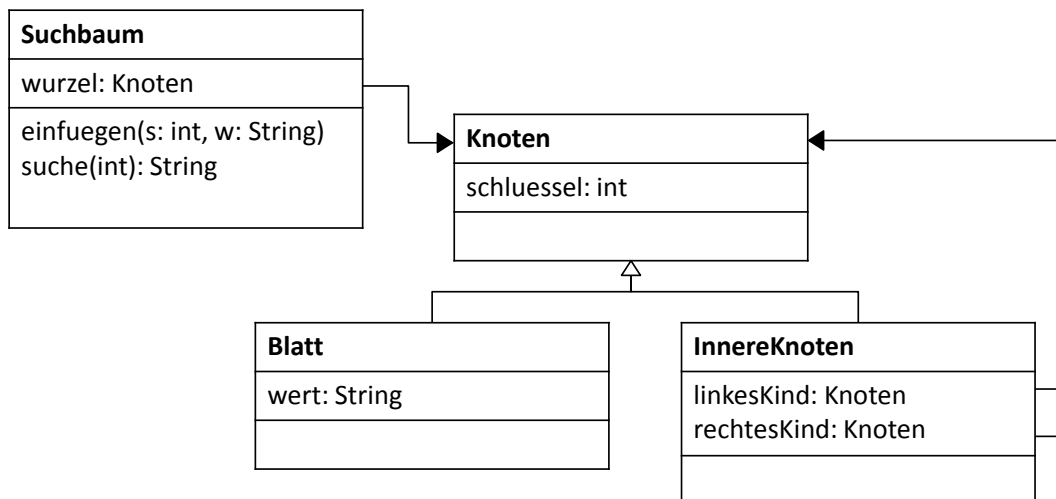 Suchbaum
wurzel: Knoten
einfuegen(s: int, w: String)
suche(int): String
Knoten
schluessel: int
Blatt
wert: String
InnereKnoten
linkesKind: Knoten
rechtesKind: Knoten